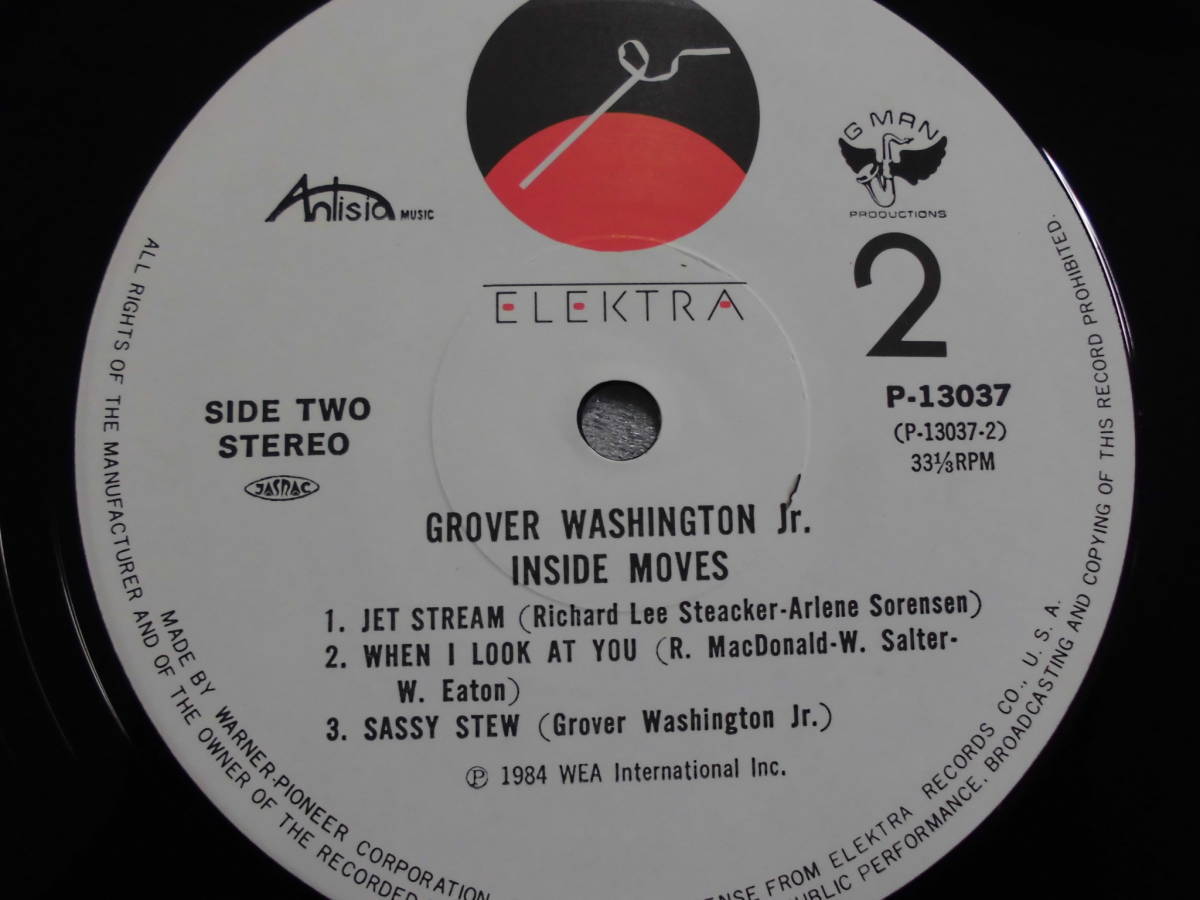 G MAN
PRODUCTIONS
Antisia MUSIC
ELEKTRA
2
SIDE TWO
STEREO
JASRAC
P-13037
(P-13037-2)
33⅓RPM
GROVER WASHINGTON Jr.
INSIDE MOVES
1. JET STREAM (Richard Lee Steacker-Arlene Sorensen)
2. WHEN I LOOK AT YOU (R. MacDonald-W. Salter-
W. Eaton)
3. SASSY STEW (Grover Washington Jr.)
Ⓟ 1984 WEA International Inc.
ALL RIGHTS OF THE MANUFACTURER AND OF THE OWNER OF THE RECORDED
MADE BY WARNER-PIONEER CORPORATION
FROM ELEKTRA RECORDS CO., U. S. A.
PUBLIC PERFORMANCE, BROADCASTING AND COPYING OF THIS RECORD PROHIBITED.